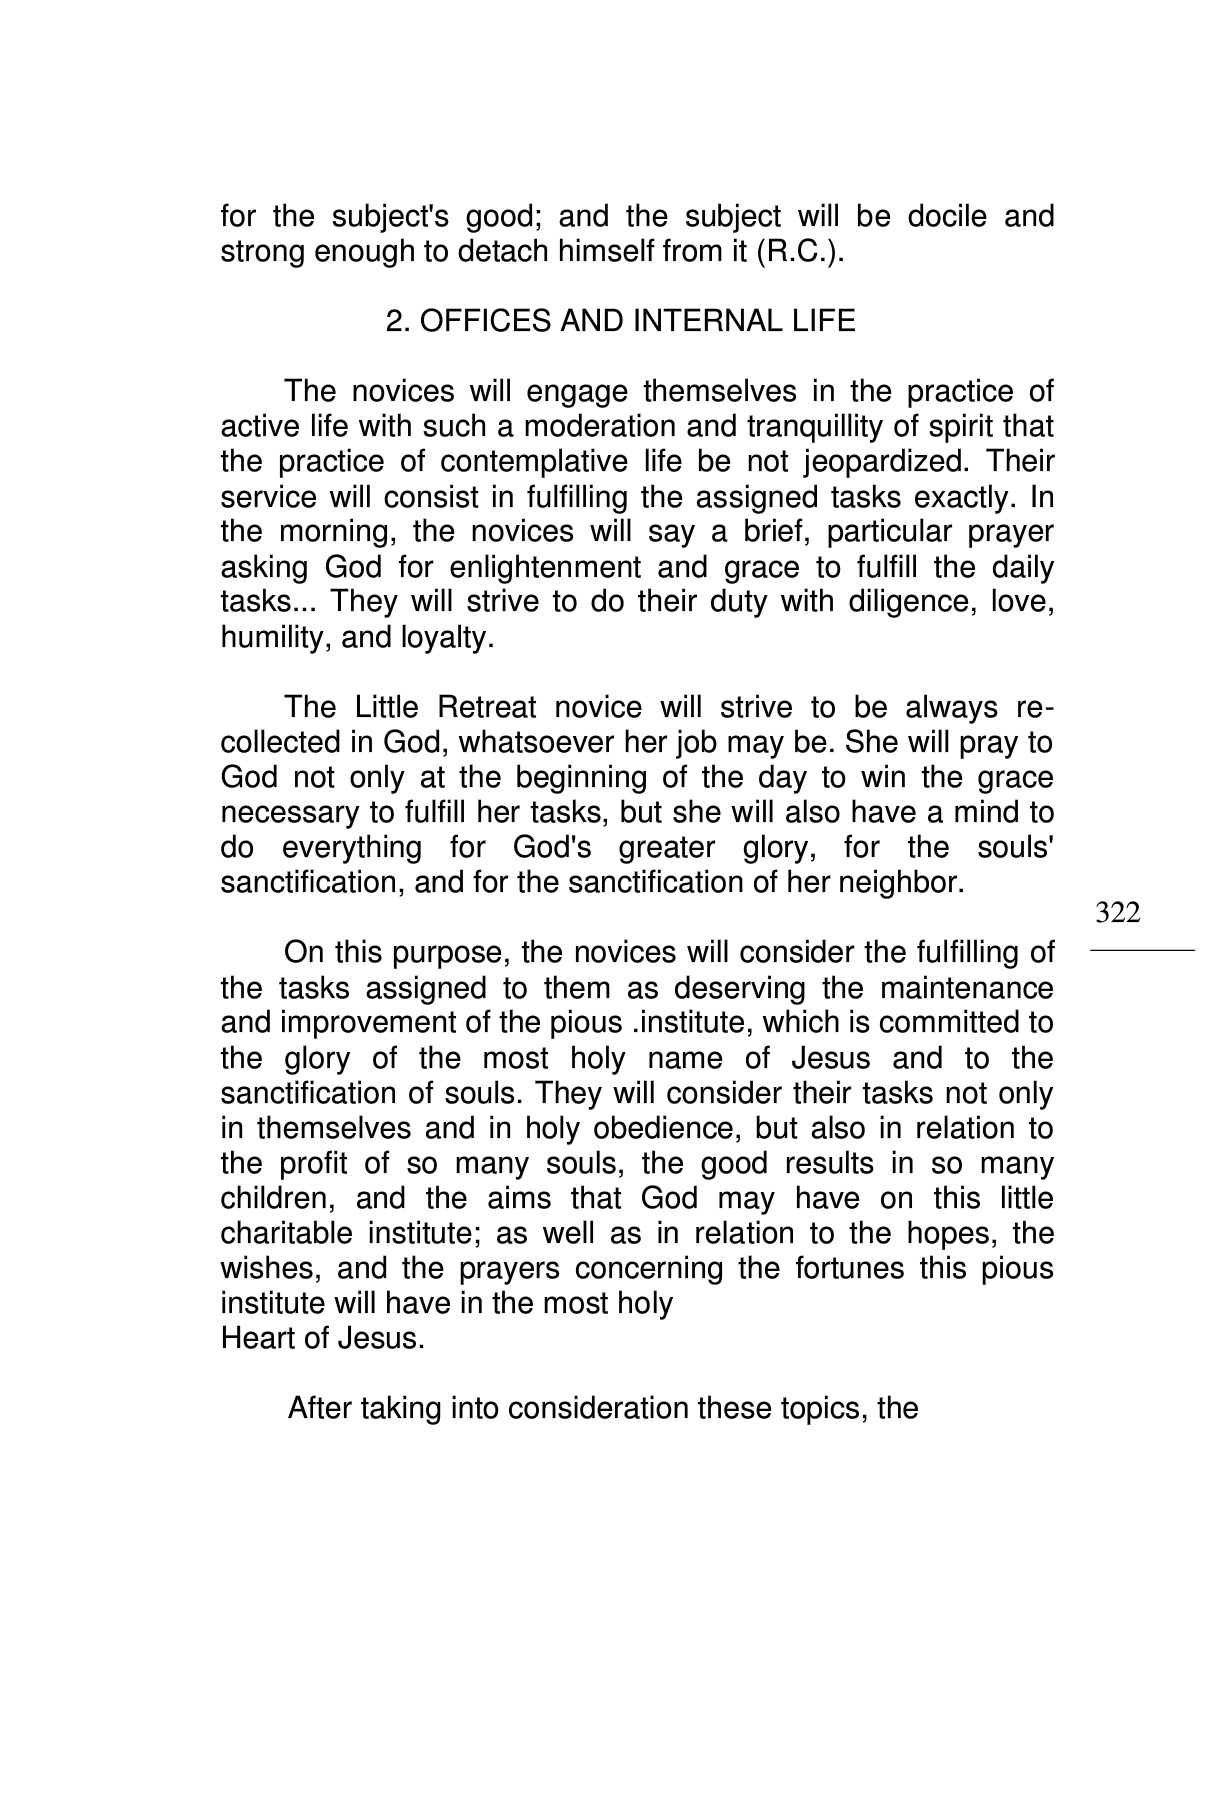 for the subject's good; and the subject will be docile and
strong enough to detach himself from it (R.C.).
2. OFFICES AND INTERNAL LIFE
The novices will engage themselves in the practice of
active life with such a moderation and tranquillity of spirit that
the practice of contemplative life be not jeopardized. Their
service will consist in fulfilling the assigned tasks exactly. In
the morning, the novices will say a brief, particular prayer
asking God for enlightenment and grace to fulfill the daily
tasks... They will strive to do their duty with diligence, love,
humility, and loyalty.
The Little Retreat novice will strive to be always re-
collected in God, whatsoever her job may be. She will pray to
God not only at the beginning of the day to win the grace
necessary to fulfill her tasks, but she will also have a mind to
do everything for God's greater glory, for the souls'
sanctification, and for the sanctification of her neighbor.
322
On this purpose, the novices will consider the fulfilling of
the tasks assigned to them as deserving the maintenance
and improvement of the pious .institute, which is committed to
the glory of the most holy name of Jesus and to the
sanctification of souls. They will consider their tasks not only
in themselves and in holy obedience, but also in relation to
the profit of so many souls, the good results in so many
children, and the aims that God may have on this little
charitable institute; as well as in relation to the hopes, the
wishes, and the prayers concerning the fortunes this pious
institute will have in the most holy
Heart of Jesus.
After taking into consideration these topics, the